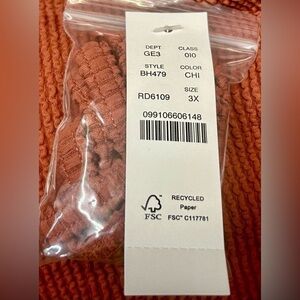 DEPT CLASS
GE3 010
STYLE COLOR
BH479 CHI
SIZE
RD6109 3X
099106606148
RECYCLED
Paper
FSC
FSC® C117781